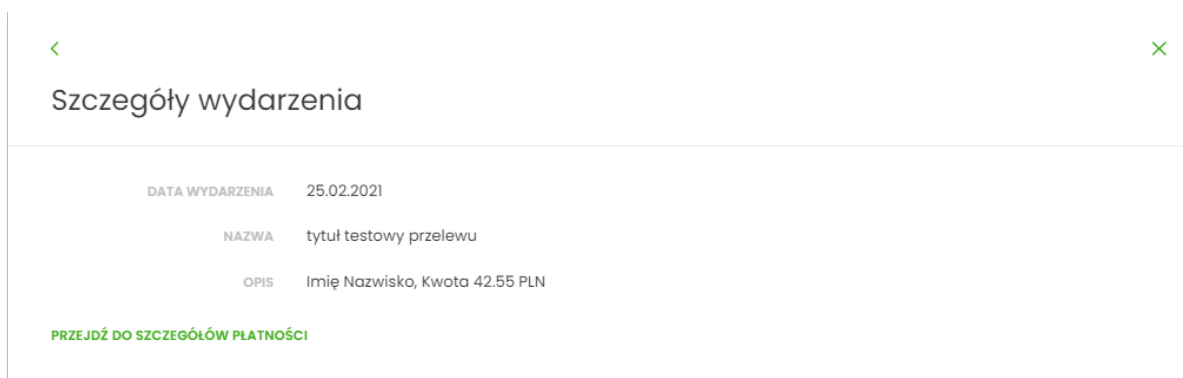 Szczegóły wydarzenia
DATA WYDARZENIA 25.02.2021
NAZWA tytuł testowy przelewu
OPIS Imię Nazwisko, Kwota 42.55 PLN
PRZEJDŹ DO SZCZEGÓŁÓW PŁATNOŚCI